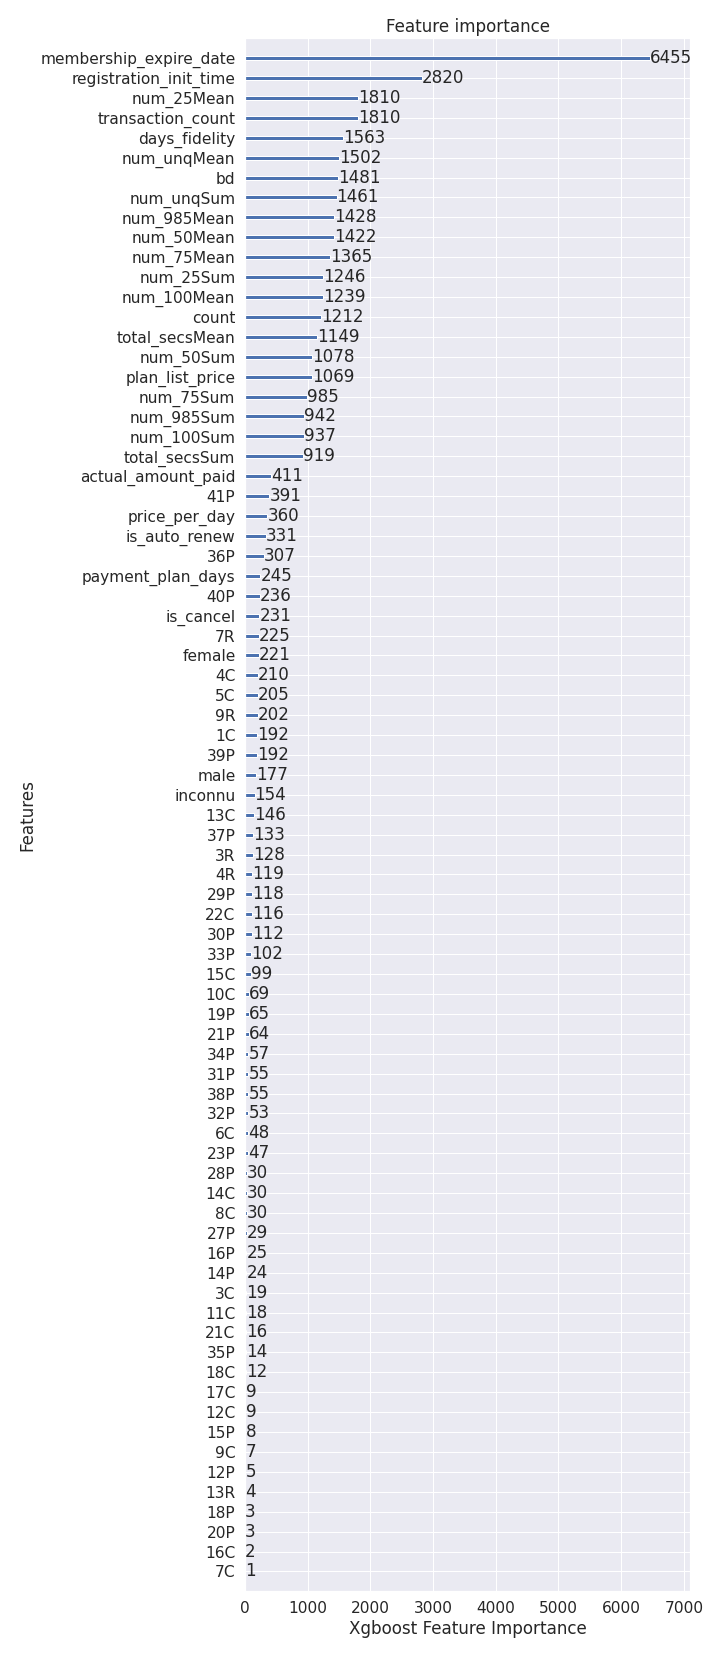 Feature importance
membership_expire_date 6455
registration_init_time 2820
num_25Mean 1810
transaction_count 1810
days_fidelity 1563
num_unqMean 1502
bd 1481
num_unqSum 1461
num_985Mean 1428
num_50Mean 1422
num_75Mean 1365
num_25Sum 1246
num_100Mean 1239
count 1212
total_secsMean 1149
num_50Sum 1078
plan_list_price 1069
num_75Sum 985
num_985Sum 942
num_100Sum 937
total_secsSum 919
actual_amount_paid 411
41P 391
price_per_day 360
is_auto_renew 331
36P 307
payment_plan_days 245
40P 236
is_cancel 231
7R 225
female 221
4C 210
5C 205
9R 202
1C 192
39P 192
male 177
inconnu 154
13C 146
37P 133
3R 128
4R 119
29P 118
22C 116
30P 112
33P 102
15C 99
10C 69
19P 65
21P 64
34P 57
31P 55
38P 55
32P 53
6C 48
23P 47
28P 30
14C 30
8C 30
27P 29
16P 25
14P 24
3C 19
11C 18
21C 16
35P 14
18C 12
17C 9
12C 9
15P 8
9C 7
12P 5
13R 4
18P 3
20P 3
16C 2
7C 1
Features
0 1000 2000 3000 4000 5000 6000 7000
Xgboost Feature Importance